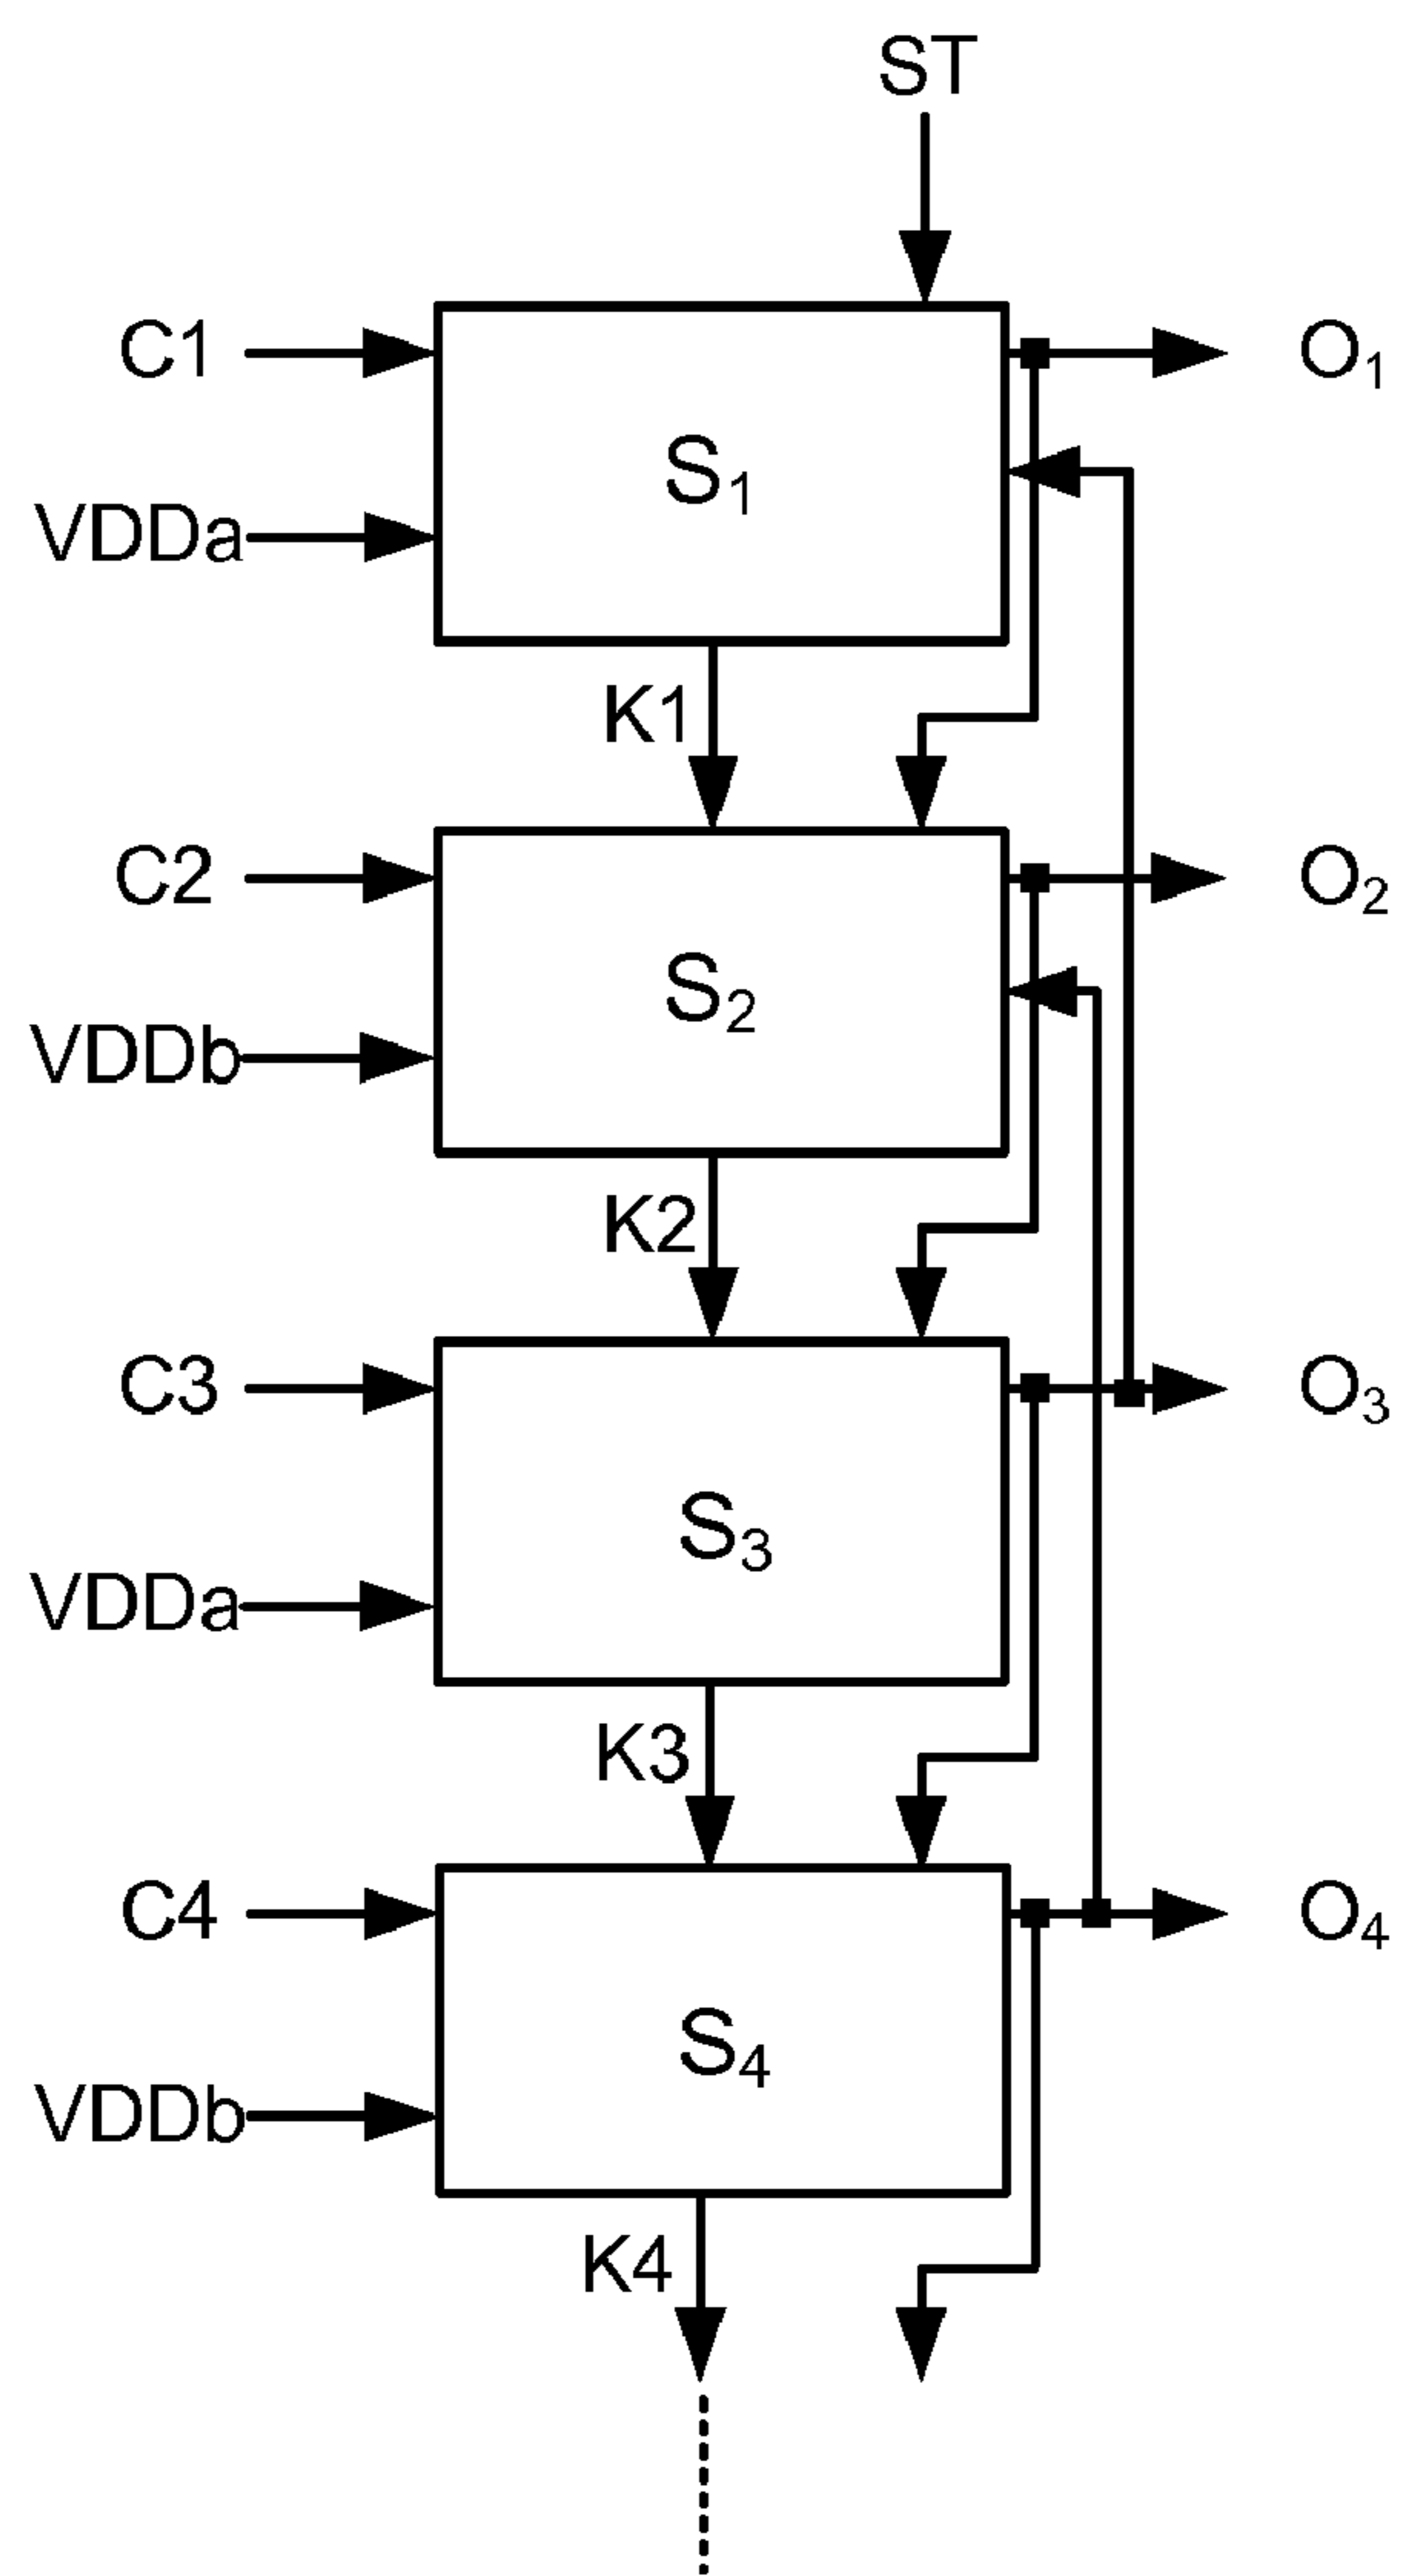 ST
C1
O₁
S₁
VDDa
K1
C2
O₂
S₂
VDDb
K2
C3
O₃
S₃
VDDa
K3
C4
O₄
S₄
VDDb
K4